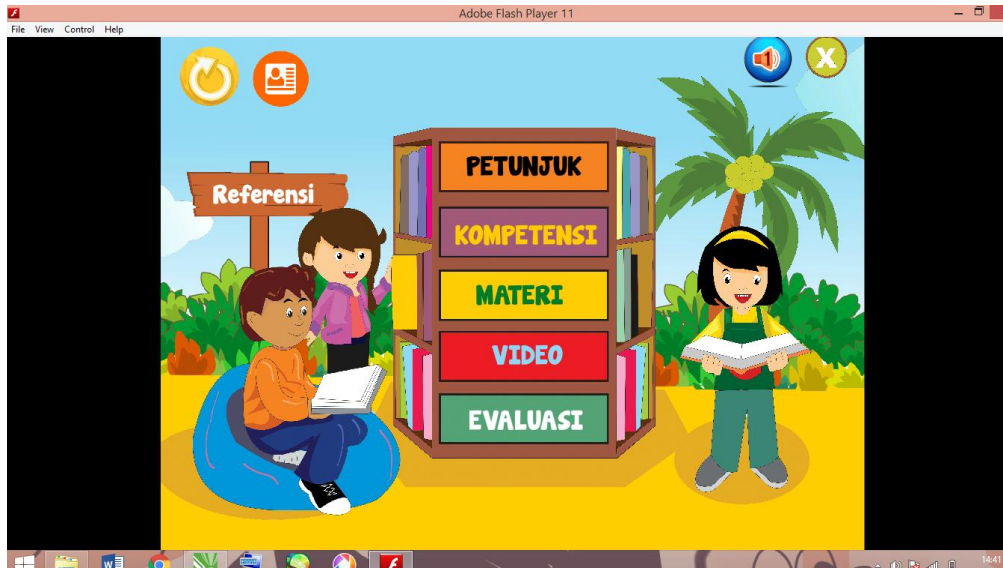 Adobe Flash Player 11
File View Control Help
Referensi
PETUNJUK
KOMPETENSI
MATERI
VIDEO
EVALUASI
14:41